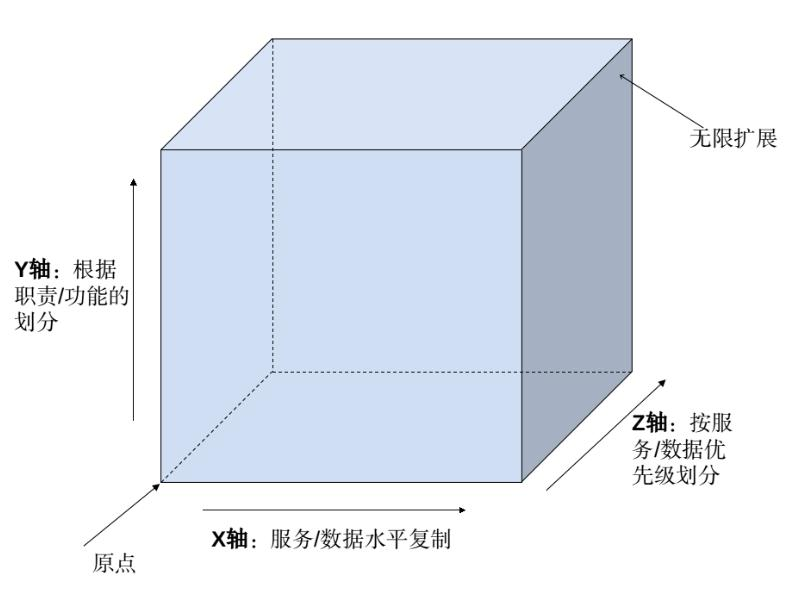 无限扩展
Y轴：根据
职责/功能的
划分
Z轴：按服
务/数据优
先级划分
X轴：服务/数据水平复制
原点